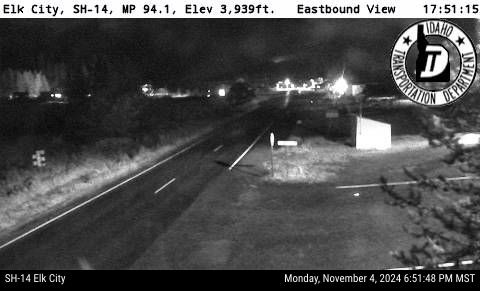 Elk City, SH-14, MP 94.1, Elev 3,939ft. Eastbound View 17:51:15
IDAHO
TRANSPORTATION DEPARTMENT
SH-14 Elk City Monday, November 4, 2024 6:51:48 PM MST